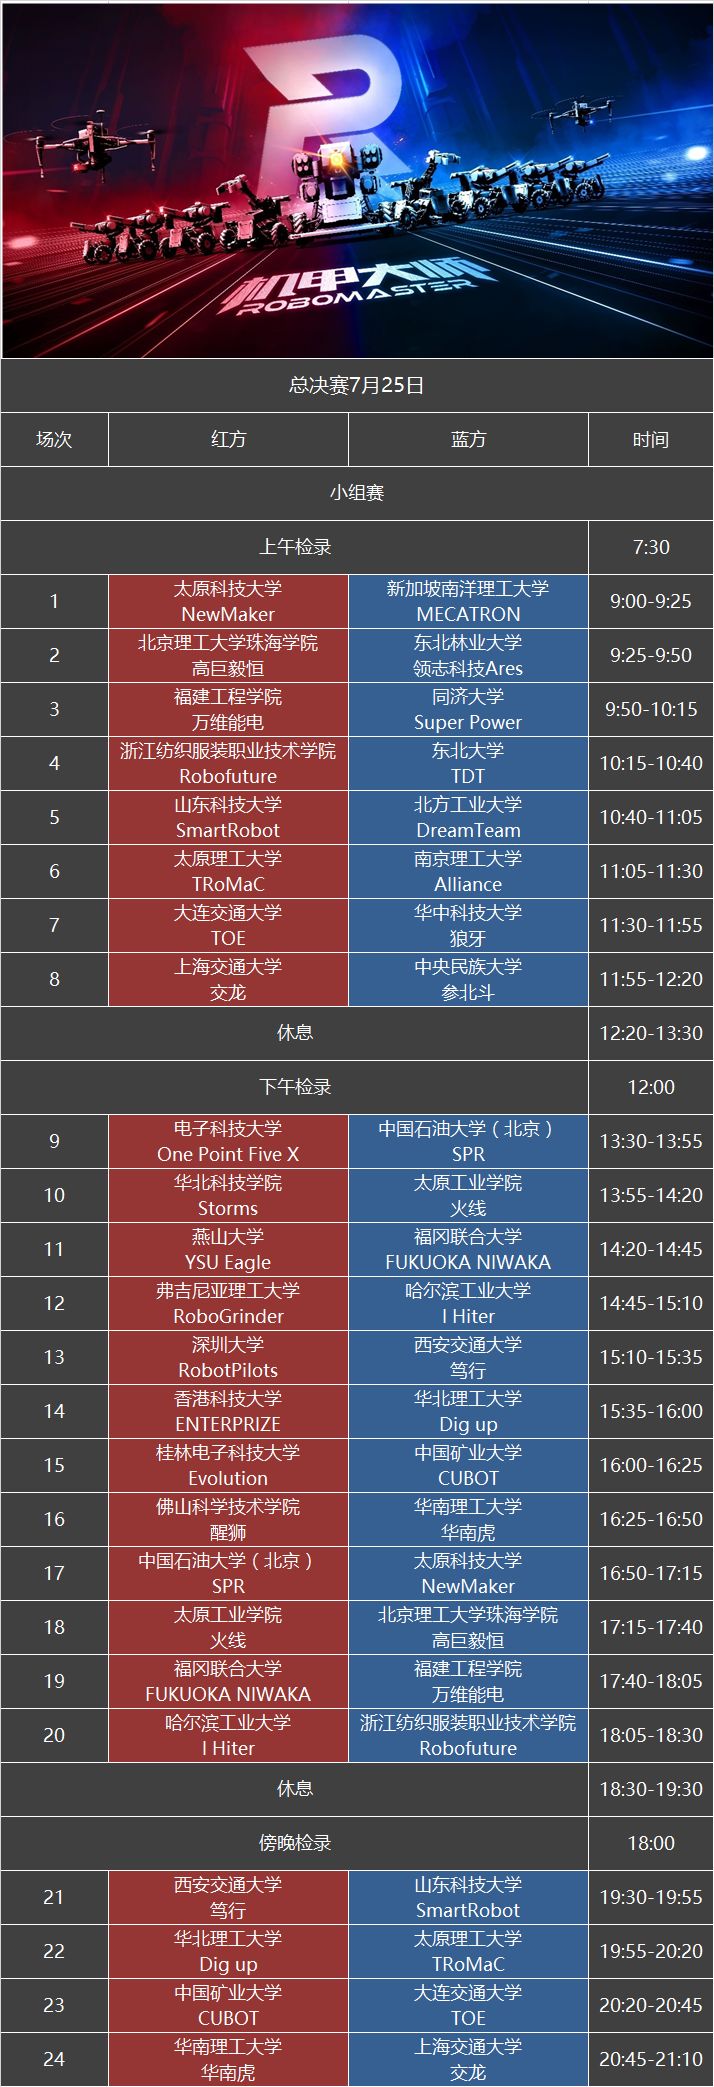 机甲大师
ROBOMASTER
总决赛7月25日
场次 红方 蓝方 时间
小组赛
上午检录 7:30
1 太原科技大学 NewMaker 新加坡南洋理工大学 MECATRON 9:00-9:25
2 北京理工大学珠海学院 高巨毅恒 东北林业大学 领志科技Ares 9:25-9:50
3 福建工程学院 万维能电 同济大学 Super Power 9:50-10:15
4 浙江纺织服装职业技术学院 Robofuture 东北大学 TDT 10:15-10:40
5 山东科技大学 SmartRobot 北方工业大学 DreamTeam 10:40-11:05
6 太原理工大学 TRoMaC 南京理工大学 Alliance 11:05-11:30
7 大连交通大学 TOE 华中科技大学 狼牙 11:30-11:55
8 上海交通大学 交龙 中央民族大学 参北斗 11:55-12:20
休息 12:20-13:30
下午检录 12:00
9 电子科技大学 One Point Five X 中国石油大学（北京） SPR 13:30-13:55
10 华北科技学院 Storms 太原工业学院 火线 13:55-14:20
11 燕山大学 YSU Eagle 福冈联合大学 FUKUOKA NIWAKA 14:20-14:45
12 弗吉尼亚理工大学 RoboGrinder 哈尔滨工业大学 I Hiter 14:45-15:10
13 深圳大学 RobotPilots 西安交通大学 笃行 15:10-15:35
14 香港科技大学 ENTERPRIZE 华北理工大学 Dig up 15:35-16:00
15 桂林电子科技大学 Evolution 中国矿业大学 CUBOT 16:00-16:25
16 佛山科学技术学院 醒狮 华南理工大学 华南虎 16:25-16:50
17 中国石油大学（北京） SPR 太原科技大学 NewMaker 16:50-17:15
18 太原工业学院 火线 北京理工大学珠海学院 高巨毅恒 17:15-17:40
19 福冈联合大学 FUKUOKA NIWAKA 福建工程学院 万维能电 17:40-18:05
20 哈尔滨工业大学 I Hiter 浙江纺织服装职业技术学院 Robofuture 18:05-18:30
休息 18:30-19:30
傍晚检录 18:00
21 西安交通大学 笃行 山东科技大学 SmartRobot 19:30-19:55
22 华北理工大学 Dig up 太原理工大学 TRoMaC 19:55-20:20
23 中国矿业大学 CUBOT 大连交通大学 TOE 20:20-20:45
24 华南理工大学 华南虎 上海交通大学 交龙 20:45-21:10